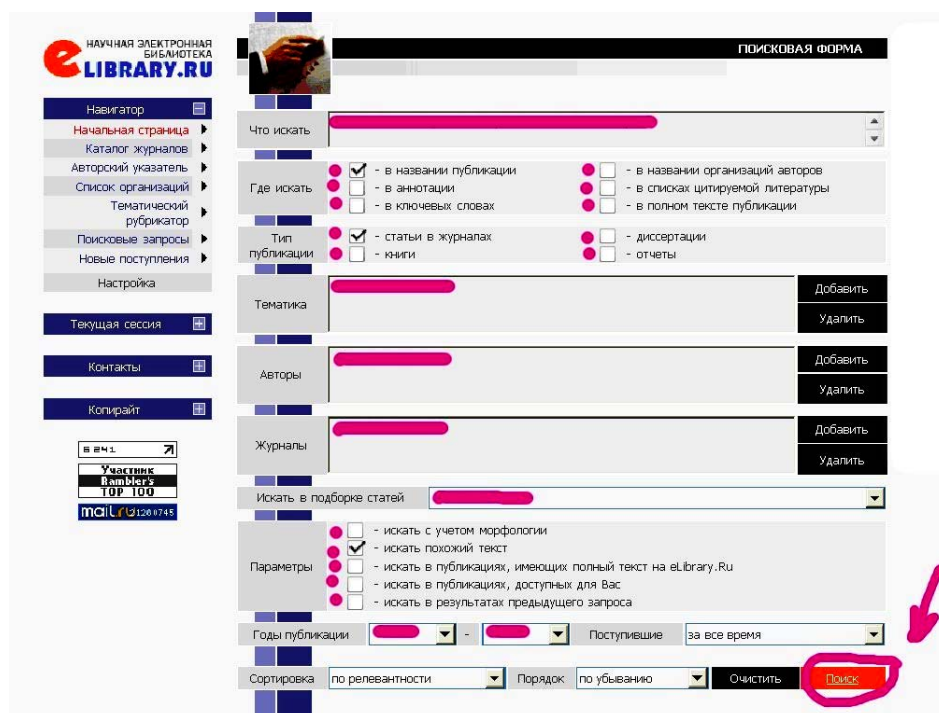 НАУЧНАЯ ЭЛЕКТРОННАЯ
БИБЛИОТЕКА
eLIBRARY.RU
ПОИСКОВАЯ ФОРМА
Навигатор
Начальная страница
Каталог журналов
Авторский указатель
Список организаций
Тематический
рубрикатор
Поисковые запросы
Новые поступления
Настройка
Текущая сессия
Контакты
Копирайт
Участник
Rambler's
TOP 100
Что искать
Где искать
- в названии публикации
- в названии организаций авторов
- в аннотации
- в списках цитируемой литературы
- в ключевых словах
- в полном тексте публикации
Тип
публикации
- статьи в журналах
- диссертации
- книги
- отчеты
Тематика
Добавить
Удалить
Авторы
Добавить
Удалить
Журналы
Добавить
Удалить
Искать в подборке статей
Параметры
- искать с учетом морфологии
- искать похожий текст
- искать в публикациях, имеющих полный текст на eLibrary.Ru
- искать в публикациях, доступных для Вас
- искать в результатах предыдущего запроса
Годы публикации - Поступившие за все время
Сортировка по релевантности Порядок по убыванию Очистить Поиск